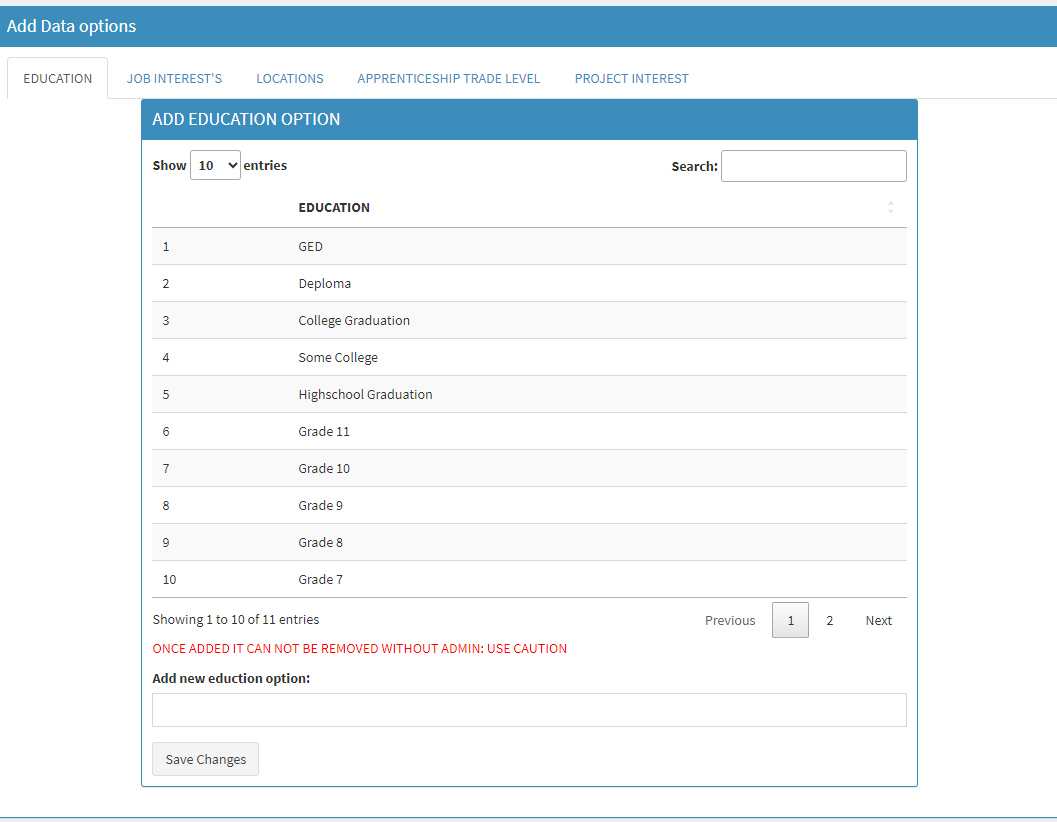 Add Data options
EDUCATION JOB INTEREST'S LOCATIONS APPRENTICESHIP TRADE LEVEL PROJECT INTEREST
ADD EDUCATION OPTION
Show 10 entries Search:
EDUCATION
1 GED
2 Deploma
3 College Graduation
4 Some College
5 Highschool Graduation
6 Grade 11
7 Grade 10
8 Grade 9
9 Grade 8
10 Grade 7
Showing 1 to 10 of 11 entries Previous 1 2 Next
ONCE ADDED IT CAN NOT BE REMOVED WITHOUT ADMIN: USE CAUTION
Add new eduction option:
Save Changes